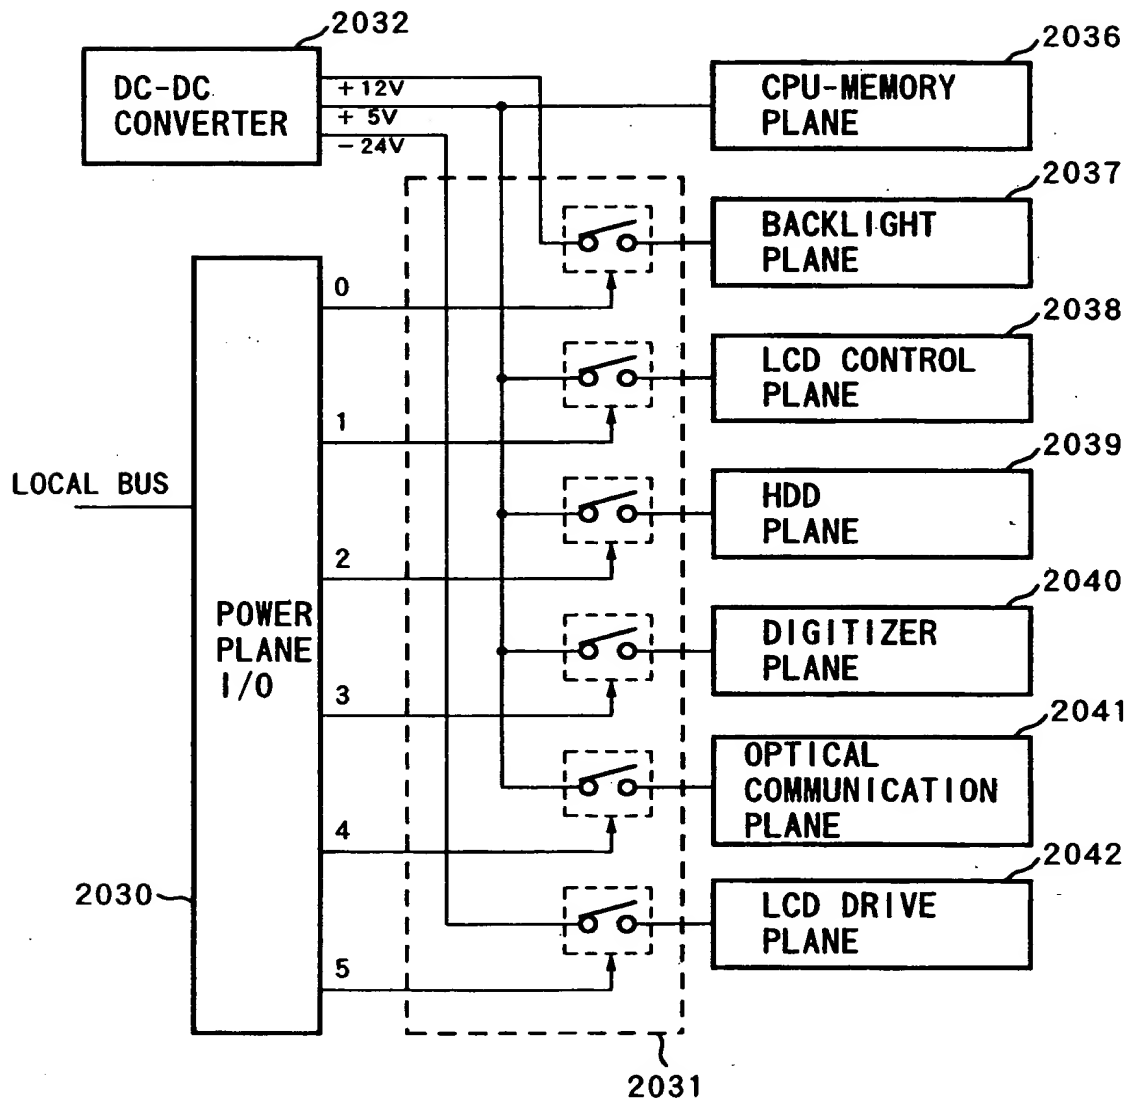 2032
DC-DC
CONVERTER
+12V
+ 5V
-24V
2036
CPU-MEMORY
PLANE
2037
BACKLIGHT
PLANE
0
2038
LCD CONTROL
PLANE
1
2039
HDD
PLANE
LOCAL BUS
2
2040
DIGITIZER
PLANE
POWER
PLANE
I/O
3
2041
OPTICAL
COMMUNICATION
PLANE
4
2042
LCD DRIVE
PLANE
2030
5
2031